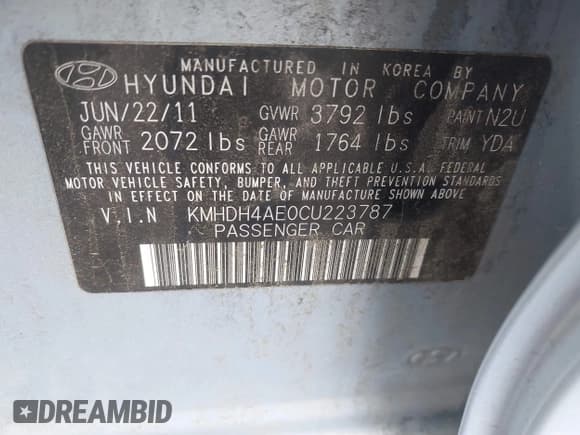 MANUFACTURED IN KOREA BY
HYUNDAI MOTOR COMPANY
JUN/22/11 GVWR 3792 lbs PAINT N2U
GAWR FRONT 2072 lbs GAWR REAR 1764 lbs TRIM YDA
THIS VEHICLE CONFORMS TO ALL APPLICABLE U.S.A. FEDERAL
MOTOR VEHICLE SAFETY, BUMPER, AND THEFT PREVENTION STANDARDS
IN EFFECT ON THE DATE OF MANUFACTURE SHOWN ABOVE
V.I.N KMHDH4AE0CU223787
PASSENGER CAR
DREAMBID